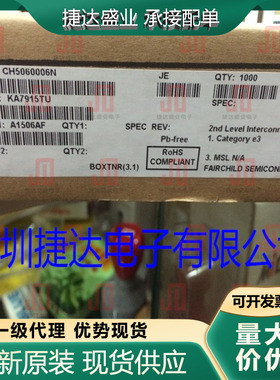 捷达盛业 承接配单
CH5060006N
JE
QTY: 1000
KA7915TU
SPEC:
A1506AF
QTY1:
SPEC REV:
2nd Level Interconn
Pb-free
1. Category e3
QTY2:
RoHS
COMPLIANT
BOXTNR(3.1)
3. MSL N/A
FAIRCHILD SEMICON
圳捷达电子有限公
可开发票
一级代理 优势现货
量大
新原装 现货供应
价优